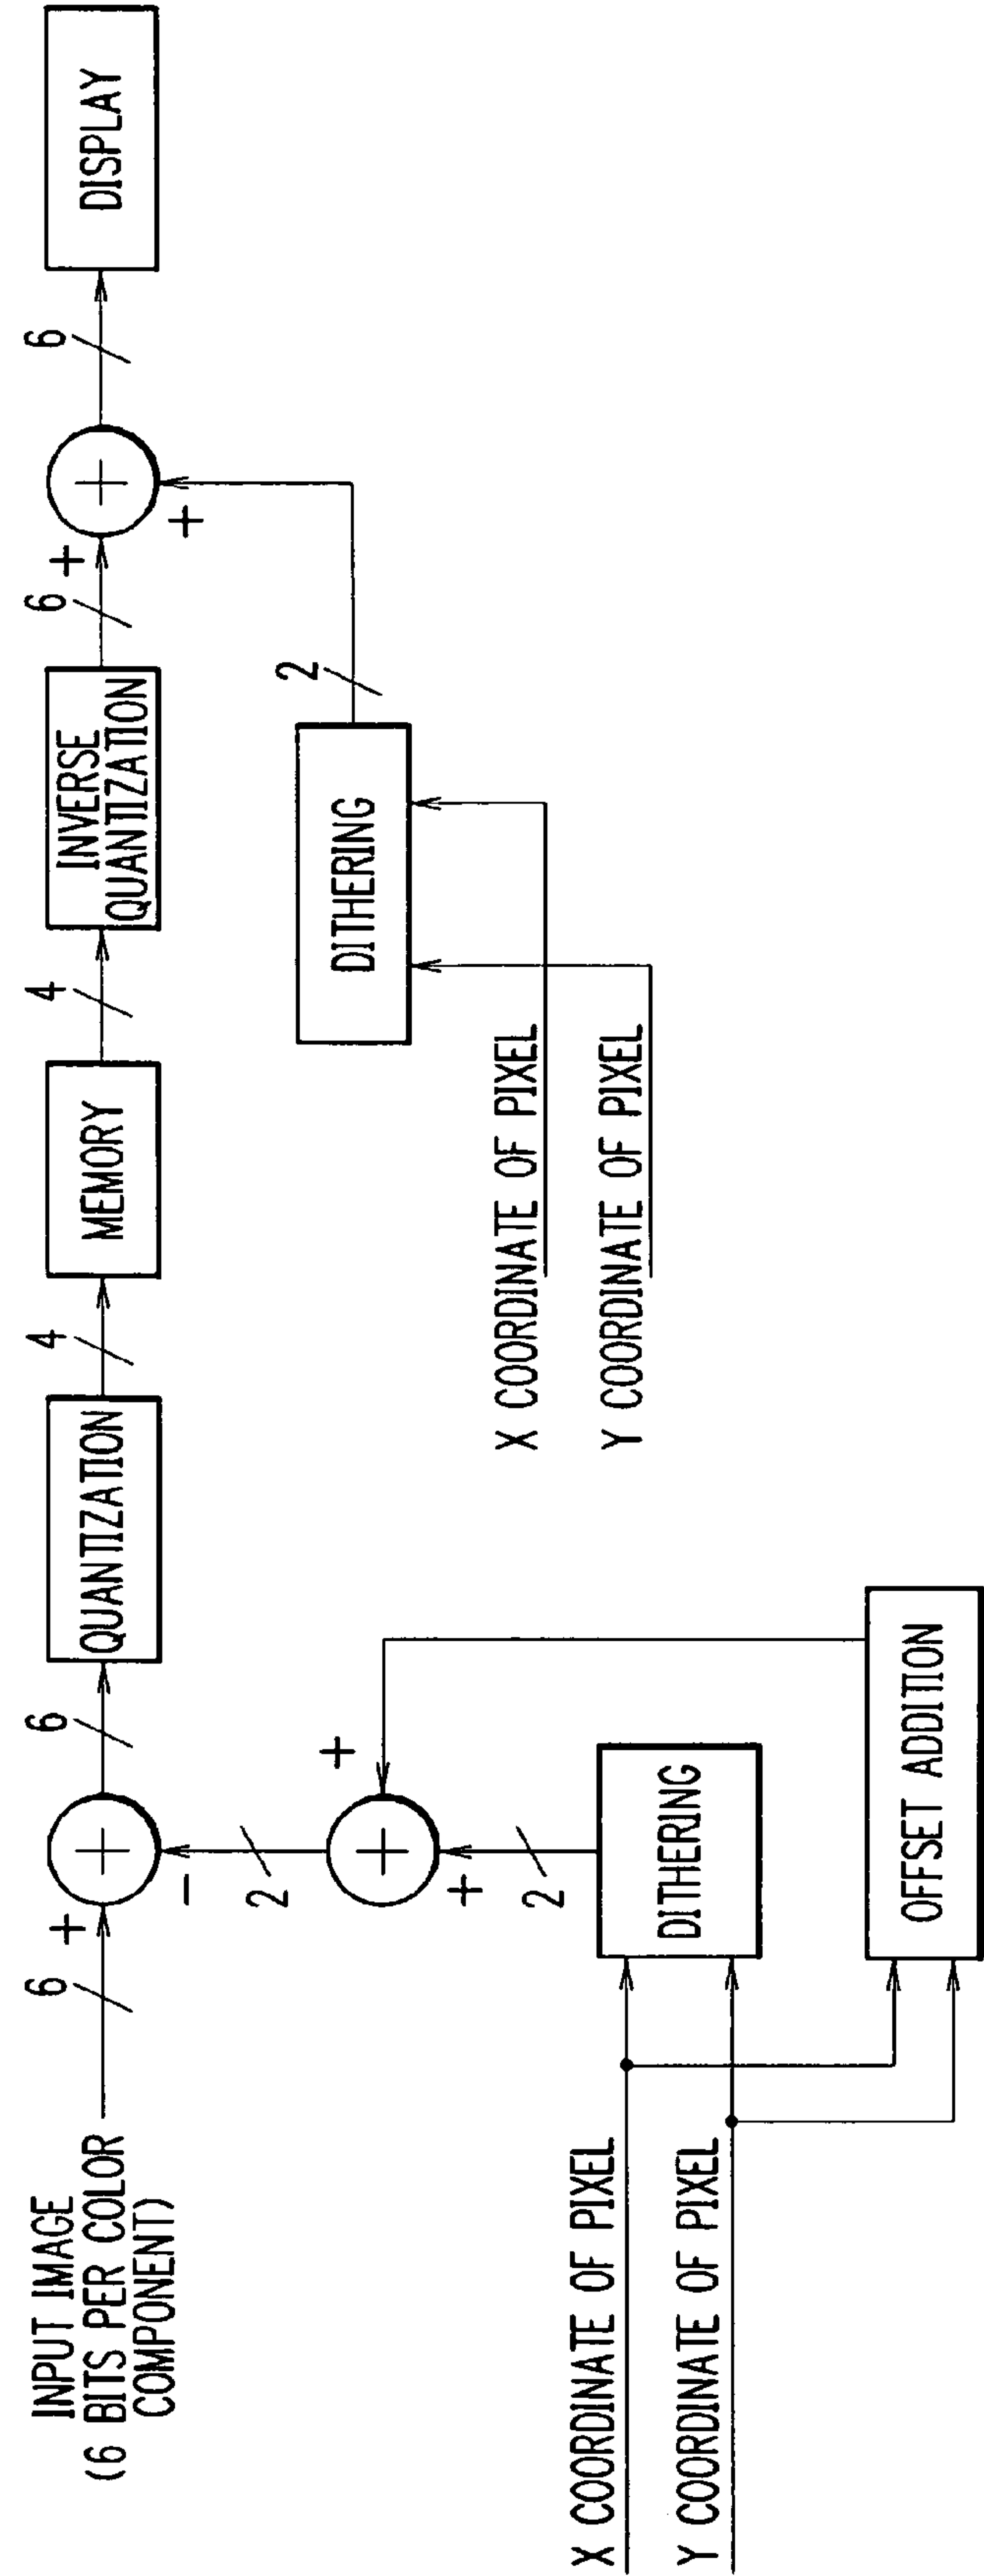 INPUT IMAGE
(6 BITS PER COLOR
COMPONENT)
6
+
-
6
QUANTIZATION
4
MEMORY
4
INVERSE
QUANTIZATION
6
+
+
6
DISPLAY
2
+
+
2
DITHERING
X COORDINATE OF PIXEL
Y COORDINATE OF PIXEL
OFFSET ADDITION
X COORDINATE OF PIXEL
Y COORDINATE OF PIXEL
DITHERING
2